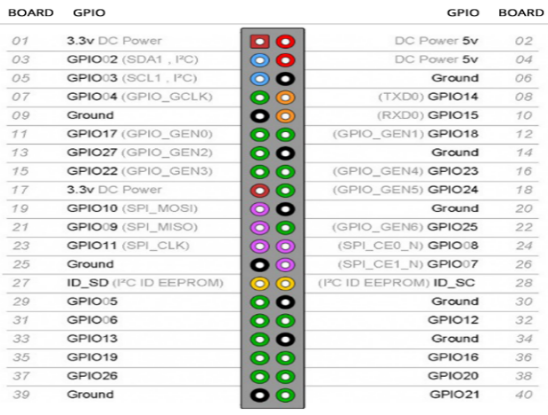 BOARD GPIO GPIO BOARD
01 3.3v DC Power DC Power 5v 02
03 GPIO02 (SDA1 , I²C) DC Power 5v 04
05 GPIO03 (SCL1 , I²C) Ground 06
07 GPIO04 (GPIO_GCLK) (TXD0) GPIO14 08
09 Ground (RXD0) GPIO15 10
11 GPIO17 (GPIO_GEN0) (GPIO_GEN1) GPIO18 12
13 GPIO27 (GPIO_GEN2) Ground 14
15 GPIO22 (GPIO_GEN3) (GPIO_GEN4) GPIO23 16
17 3.3v DC Power (GPIO_GEN5) GPIO24 18
19 GPIO10 (SPI_MOSI) Ground 20
21 GPIO09 (SPI_MISO) (GPIO_GEN6) GPIO25 22
23 GPIO11 (SPI_CLK) (SPI_CE0_N) GPIO08 24
25 Ground (SPI_CE1_N) GPIO07 26
27 ID_SD (I²C ID EEPROM) (I²C ID EEPROM) ID_SC 28
29 GPIO05 Ground 30
31 GPIO06 GPIO12 32
33 GPIO13 Ground 34
35 GPIO19 GPIO16 36
37 GPIO26 GPIO20 38
39 Ground GPIO21 40